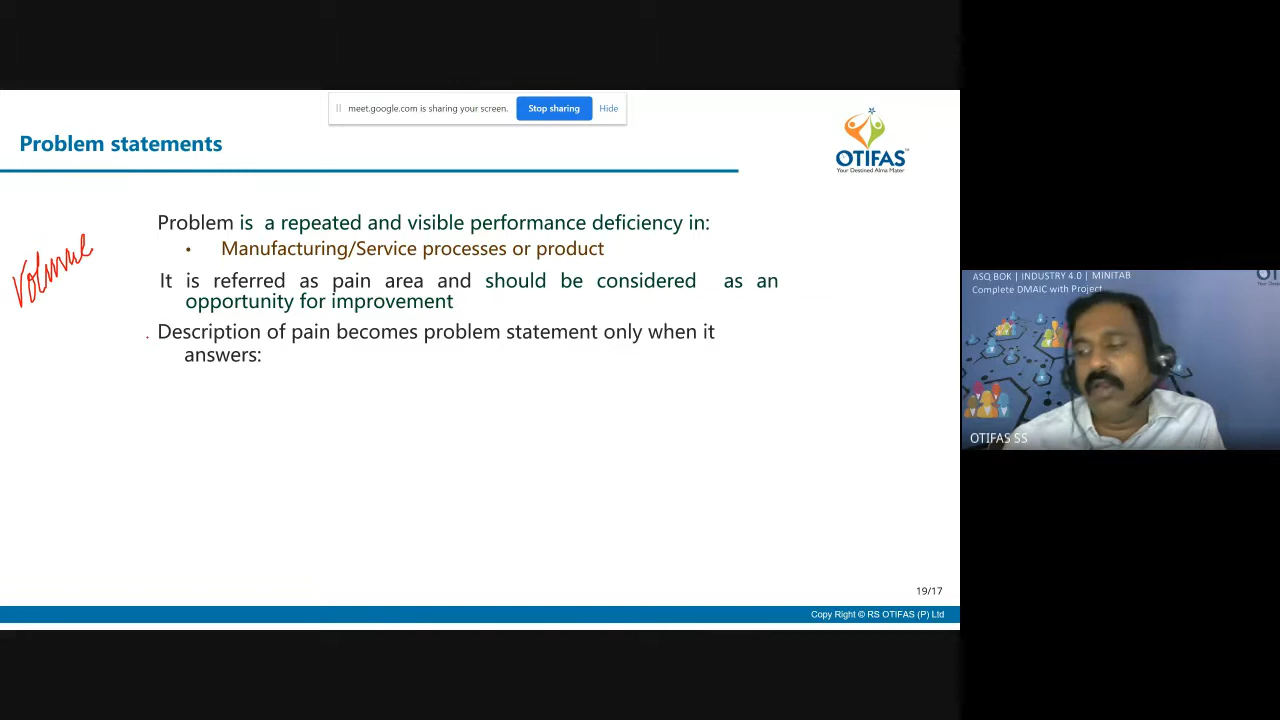 meet.google.com is sharing your screen. Stop sharing Hide
Problem statements
OTIFAS
Your Destined Alma Mater
Problem is a repeated and visible performance deficiency in:
• Manufacturing/Service processes or product
Volume
It is referred as pain area and should be considered as an
opportunity for improvement
Description of pain becomes problem statement only when it
answers:
19/17
Copy Right © RS OTIFAS (P) Ltd
ASQ BOK | INDUSTRY 4.0 | MINITAB
Complete DMAIC with Project
OTIFAS SS